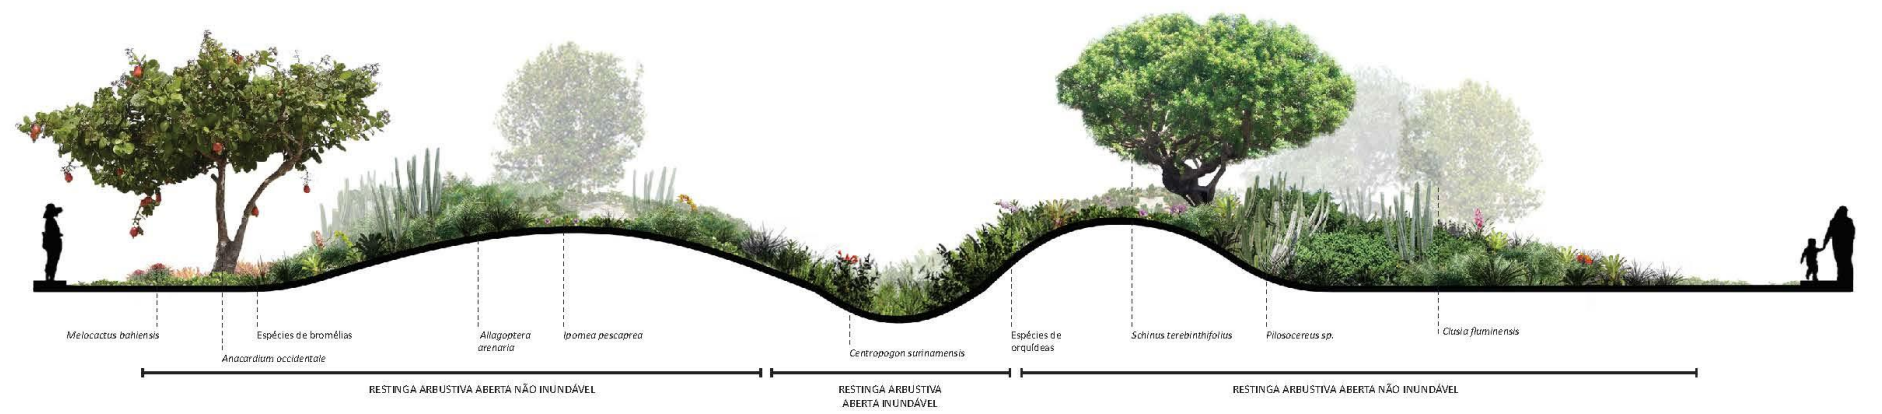 Melocactus bahiensis
Anacardium occidentale
Espécies de bromélias
Allagoptera
arenaria
Ipomea pescaprea
Centropogon surinamensis
Espécies de
orquídeas
Schinus terebinthifolius
Pilosocereus sp.
Clusia fluminensis
RESTINGA ARBUSTIVA ABERTA NÃO INUNDÁVEL
RESTINGA ARBUSTIVA
ABERTA INUNDÁVEL
RESTINGA ARBUSTIVA ABERTA NÃO INUNDÁVEL